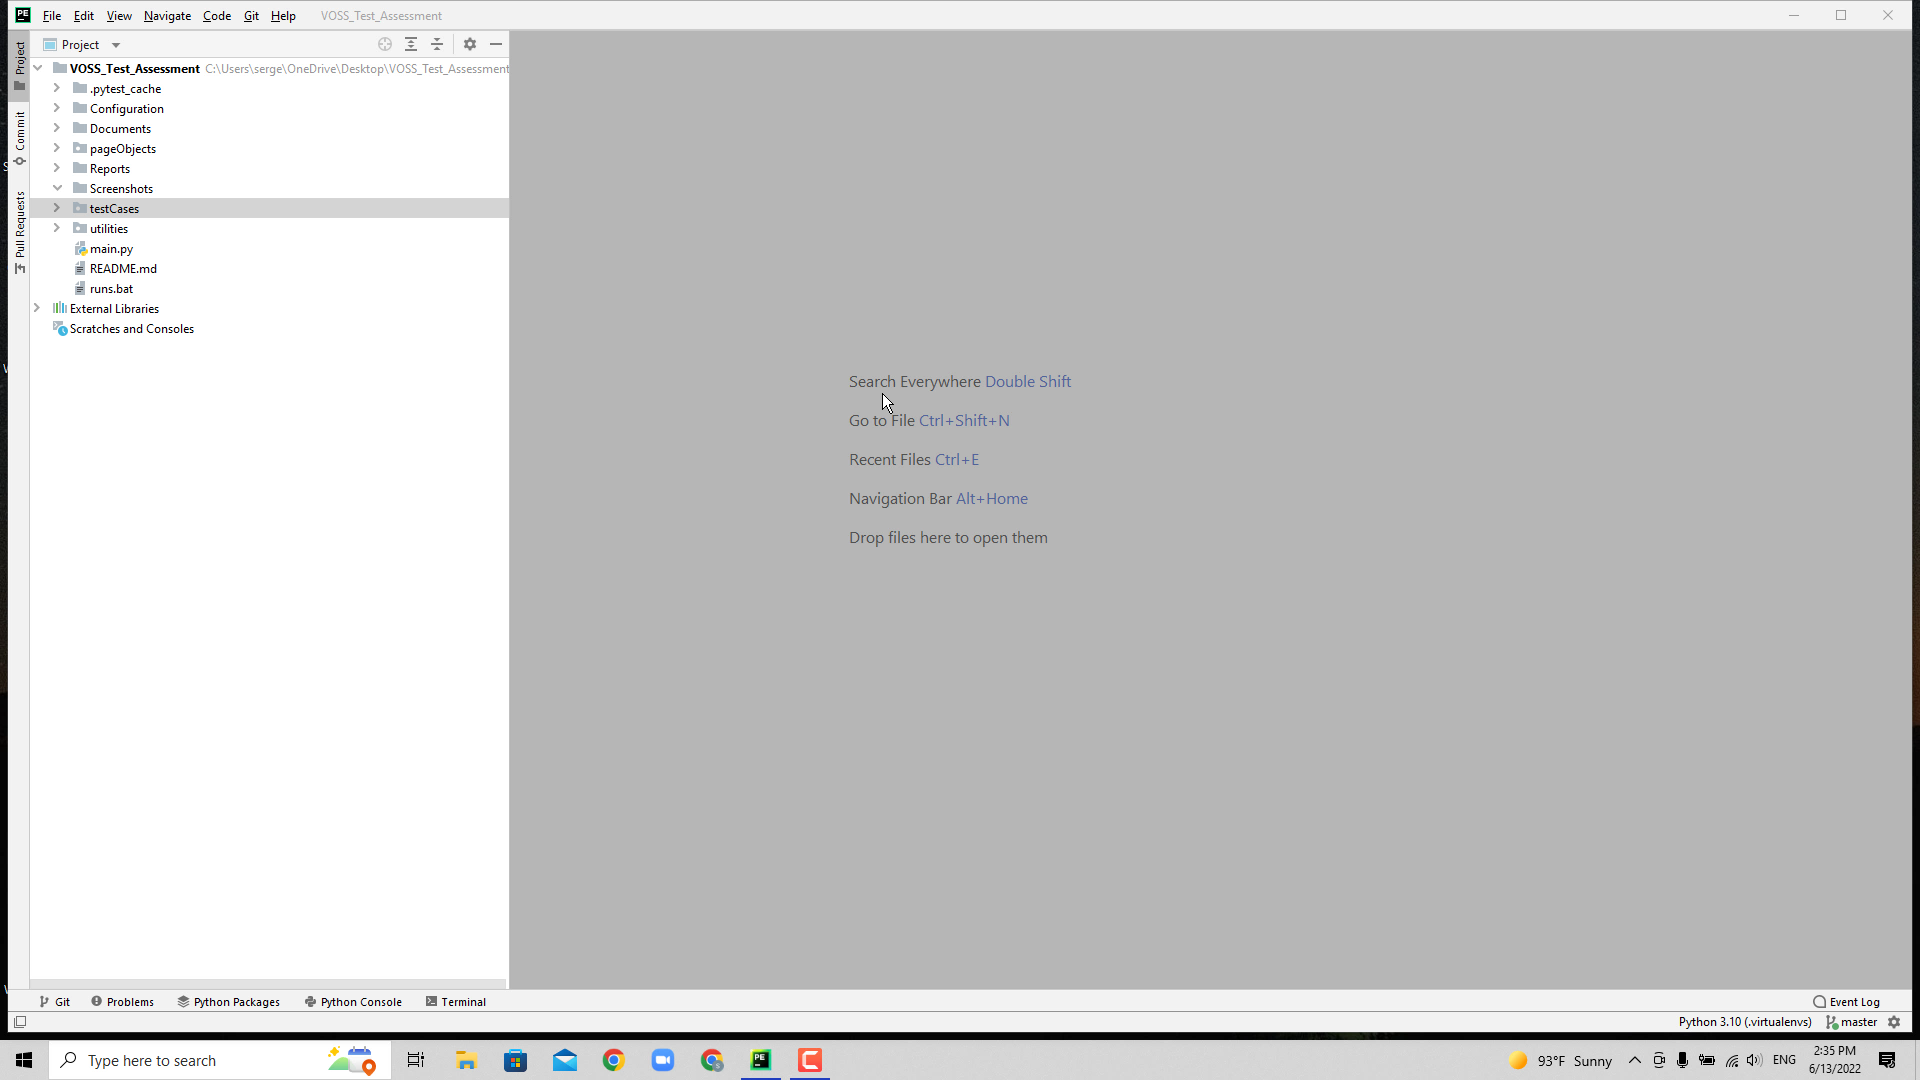 PE File Edit View Navigate Code Git Help VOSS_Test_Assessment
Project
VOSS_Test_Assessment C:\Users\serge\OneDrive\Desktop\VOSS_Test_Assessment
.pytest_cache
Configuration
Documents
pageObjects
Reports
Screenshots
testCases
utilities
main.py
README.md
runs.bat
External Libraries
Scratches and Consoles
Project
Commit
Pull Requests
Search Everywhere Double Shift
Go to File Ctrl+Shift+N
Recent Files Ctrl+E
Navigation Bar Alt+Home
Drop files here to open them
Git Problems Python Packages Python Console Terminal Event Log
Python 3.10 (.virtualenvs) master
Type here to search
PE
93°F Sunny
ENG
2:35 PM
6/13/2022